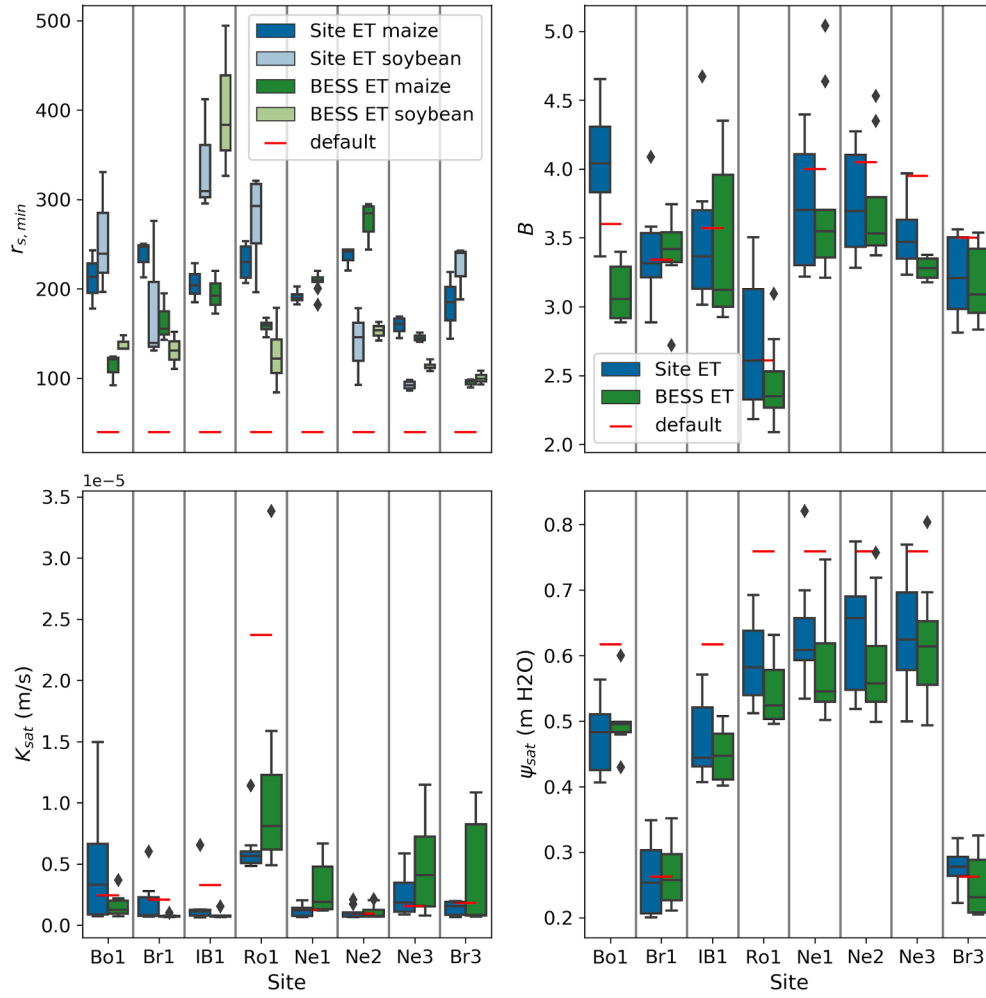 500
400
300
200
100
r_{s,min}
Site ET maize
Site ET soybean
BESS ET maize
BESS ET soybean
default
5.0
4.5
4.0
3.5
3.0
2.5
2.0
B
Site ET
BESS ET
default
1e−5
3.5
3.0
2.5
2.0
1.5
1.0
0.5
0.0
K_{sat} (m/s)
Bo1 Br1 IB1 Ro1 Ne1 Ne2 Ne3 Br3
Site
0.8
0.7
0.6
0.5
0.4
0.3
0.2
ψ_{sat} (m H2O)
Bo1 Br1 IB1 Ro1 Ne1 Ne2 Ne3 Br3
Site